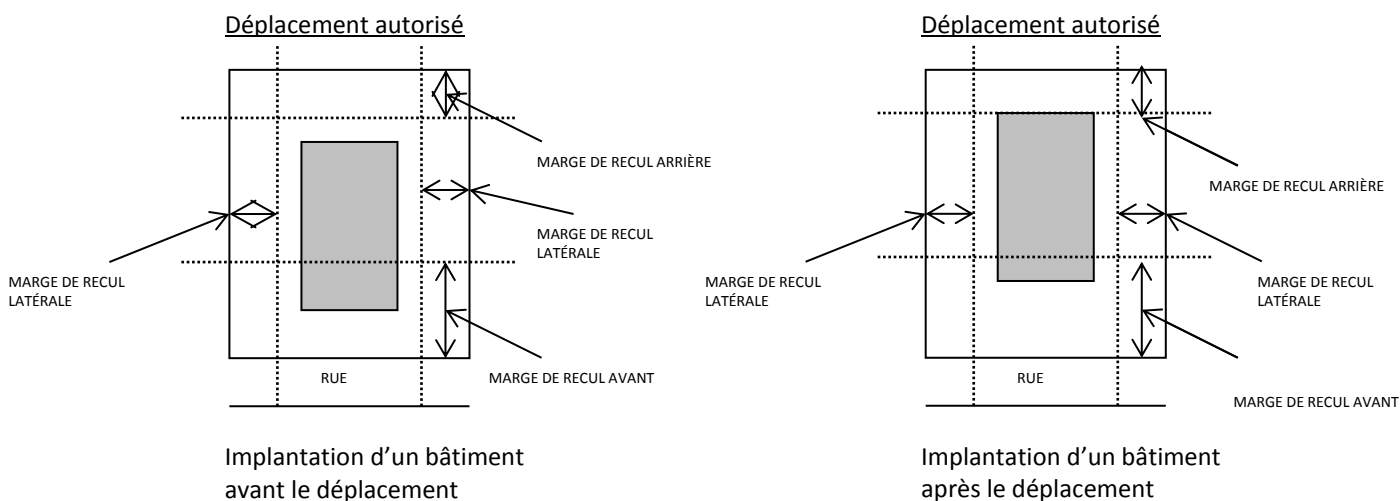 Déplacement autorisé
MARGE DE RECUL ARRIÈRE
MARGE DE RECUL
LATÉRALE
MARGE DE RECUL
LATÉRALE
RUE
MARGE DE RECUL AVANT
Implantation d’un bâtiment
avant le déplacement
Déplacement autorisé
MARGE DE RECUL ARRIÈRE
MARGE DE RECUL
LATÉRALE
MARGE DE RECUL
LATÉRALE
RUE
MARGE DE RECUL AVANT
Implantation d’un bâtiment
après le déplacement